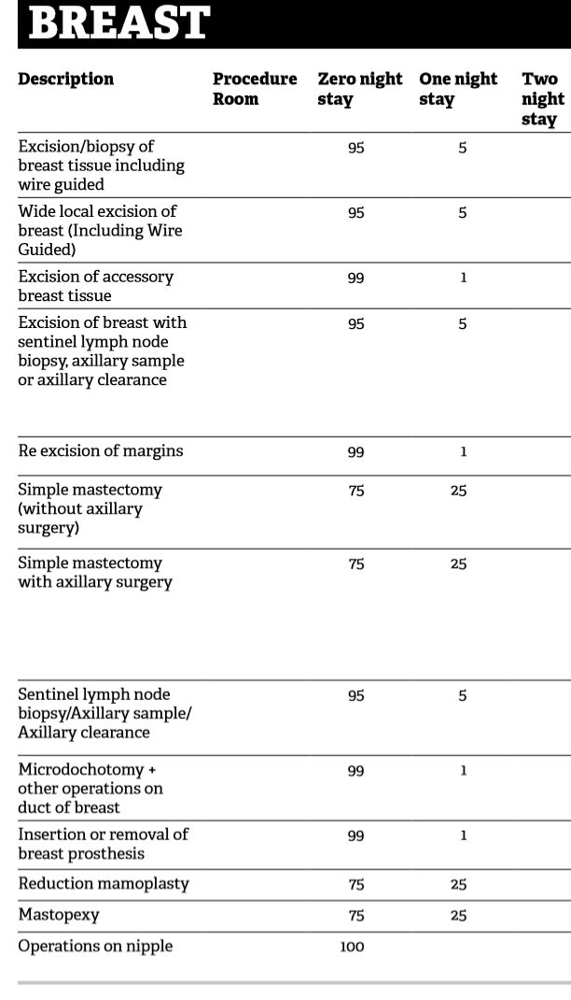 BREAST
Description Procedure Room Zero night stay One night stay Two night stay
Excisions/biopsy of 95 5
breast tissue including
wire guided
Wide local excision of 95 5
breast (Including Wire
Guided)
Excision of accessory 99 1
breast tissue
Excision of breast with 95 5
sentinel lymph node
biopsy, axillary sample
or axillary clearance
Re excision of margins 99 1
Simple mastectomy 75 25
(without axillary
surgery)
Simple mastectomy 75 25
with axillary surgery
Sentinel lymph node 95 5
biopsy/Axillary sample/
Axillary clearance
Microdochotomy + 99 1
other operations on
duct of breast
Insertion or removal of 99 1
breast prosthesis
Reduction mamoplasty 75 25
Mastopexy 75 25
Operations on nipple 100